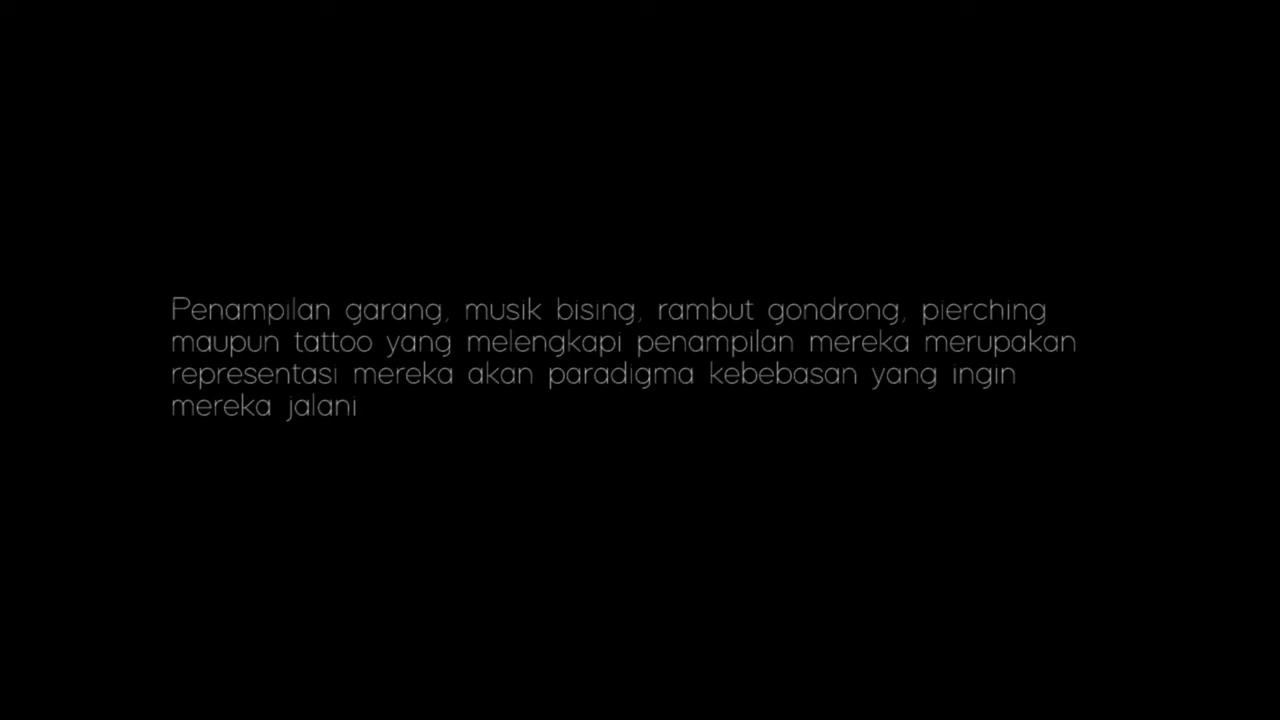 Penampilan garang, musik bising, rambut gondrong, pierching
maupun tattoo yang melengkapi penampilan mereka merupakan
representasi mereka akan paradigma kebebasan yang ingin
mereka jalani